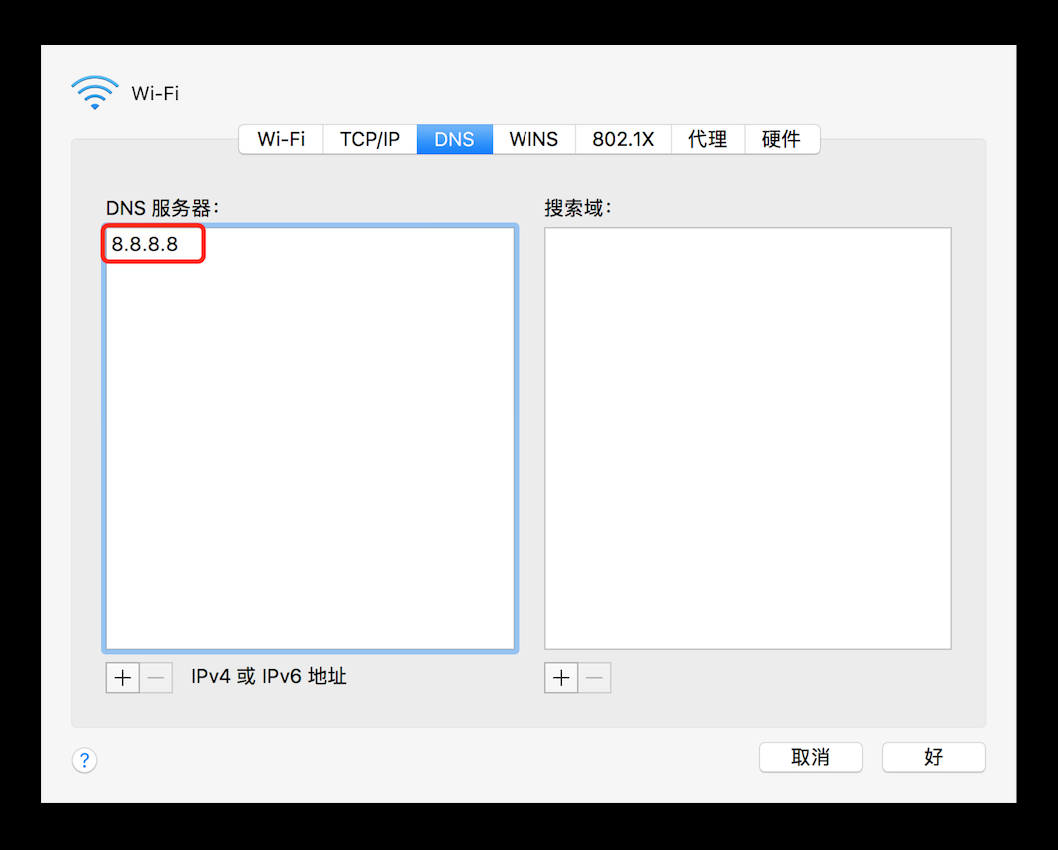 Wi-Fi
Wi-Fi TCP/IP DNS WINS 802.1X 代理 硬件
DNS 服务器： 搜索域：
8.8.8.8
+ − IPv4 或 IPv6 地址 + −
? 取消 好